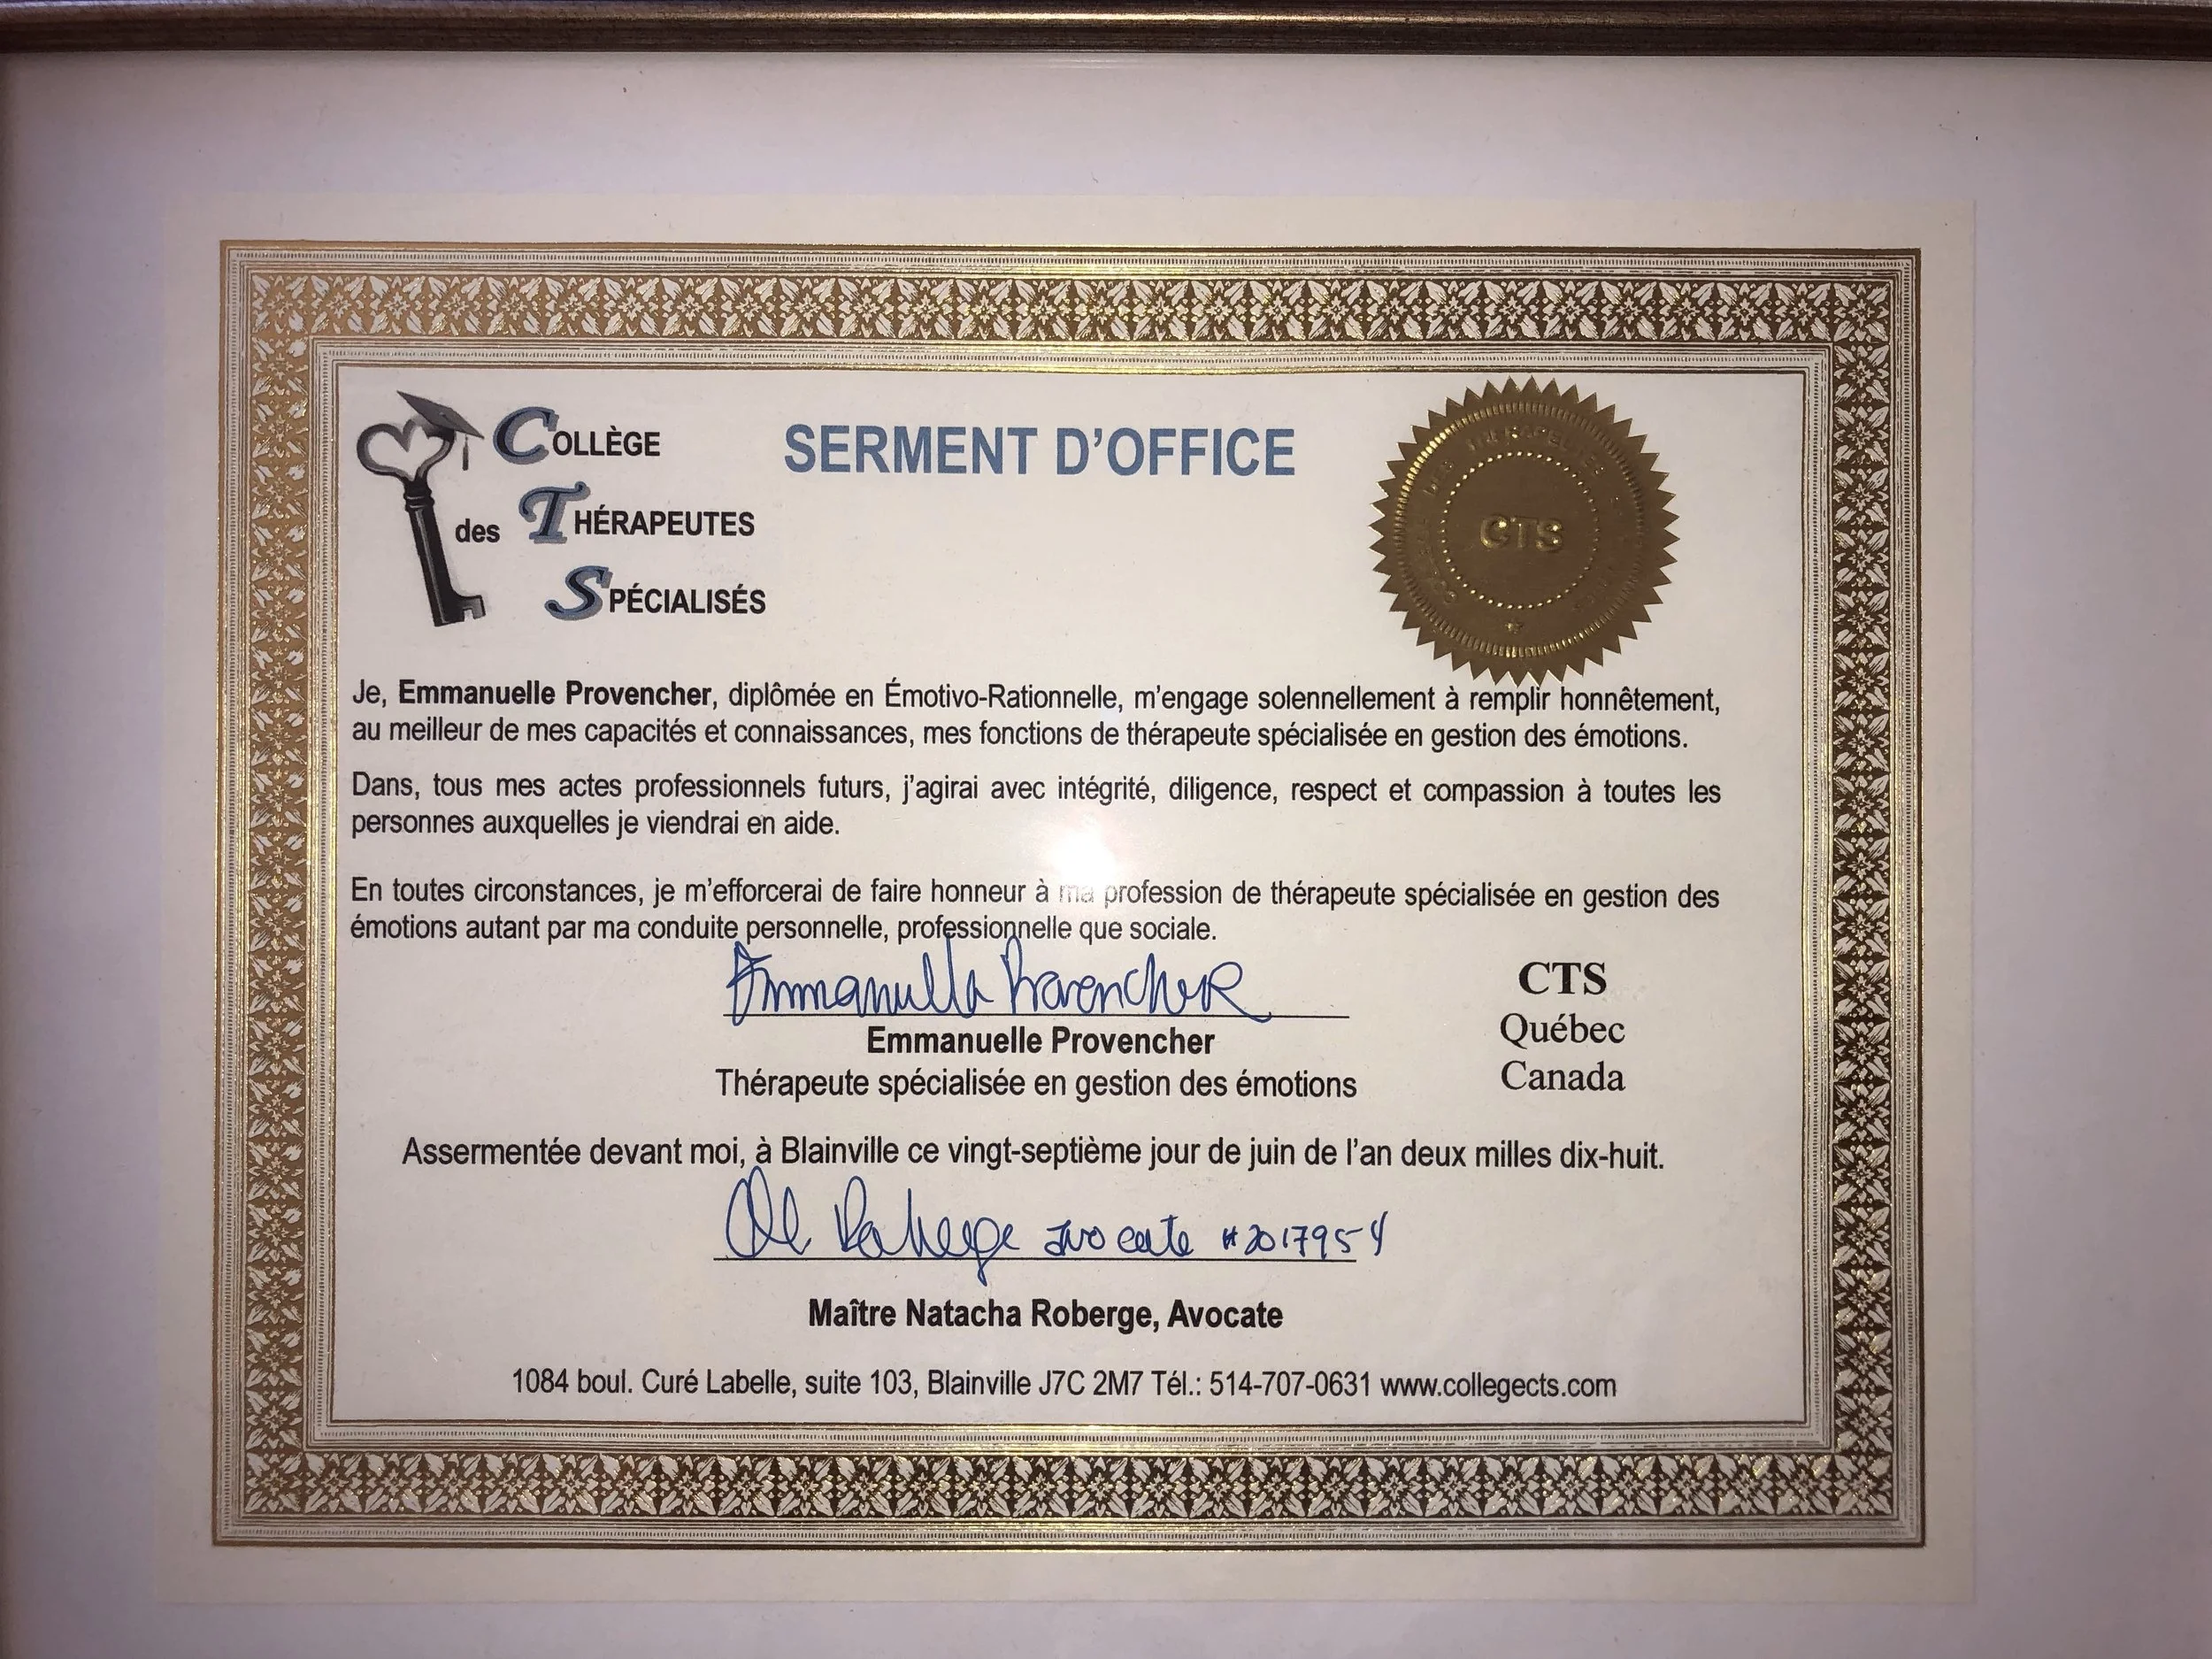 COLLÈGE
des THÉRAPEUTES
SPÉCIALISÉS
SERMENT D'OFFICE
CTS
Je, Emmanuelle Provencher, diplômée en Émotivo-Rationnelle, m'engage solennellement à remplir honnêtement,
au meilleur de mes capacités et connaissances, mes fonctions de thérapeute spécialisée en gestion des émotions.
Dans, tous mes actes professionnels futurs, j'agirai avec intégrité, diligence, respect et compassion à toutes les
personnes auxquelles je viendrai en aide.
En toutes circonstances, je m'efforcerai de faire honneur à ma profession de thérapeute spécialisée en gestion des
émotions autant par ma conduite personnelle, professionnelle que sociale.
Emmanuelle Provencher
Emmanuelle Provencher
Thérapeute spécialisée en gestion des émotions
CTS
Québec
Canada
Assermentée devant moi, à Blainville ce vingt-septième jour de juin de l'an deux milles dix-huit.
Roberge avocate #2017954
Maître Natacha Roberge, Avocate
1084 boul. Curé Labelle, suite 103, Blainville J7C 2M7 Tél.: 514-707-0631 www.collegects.com